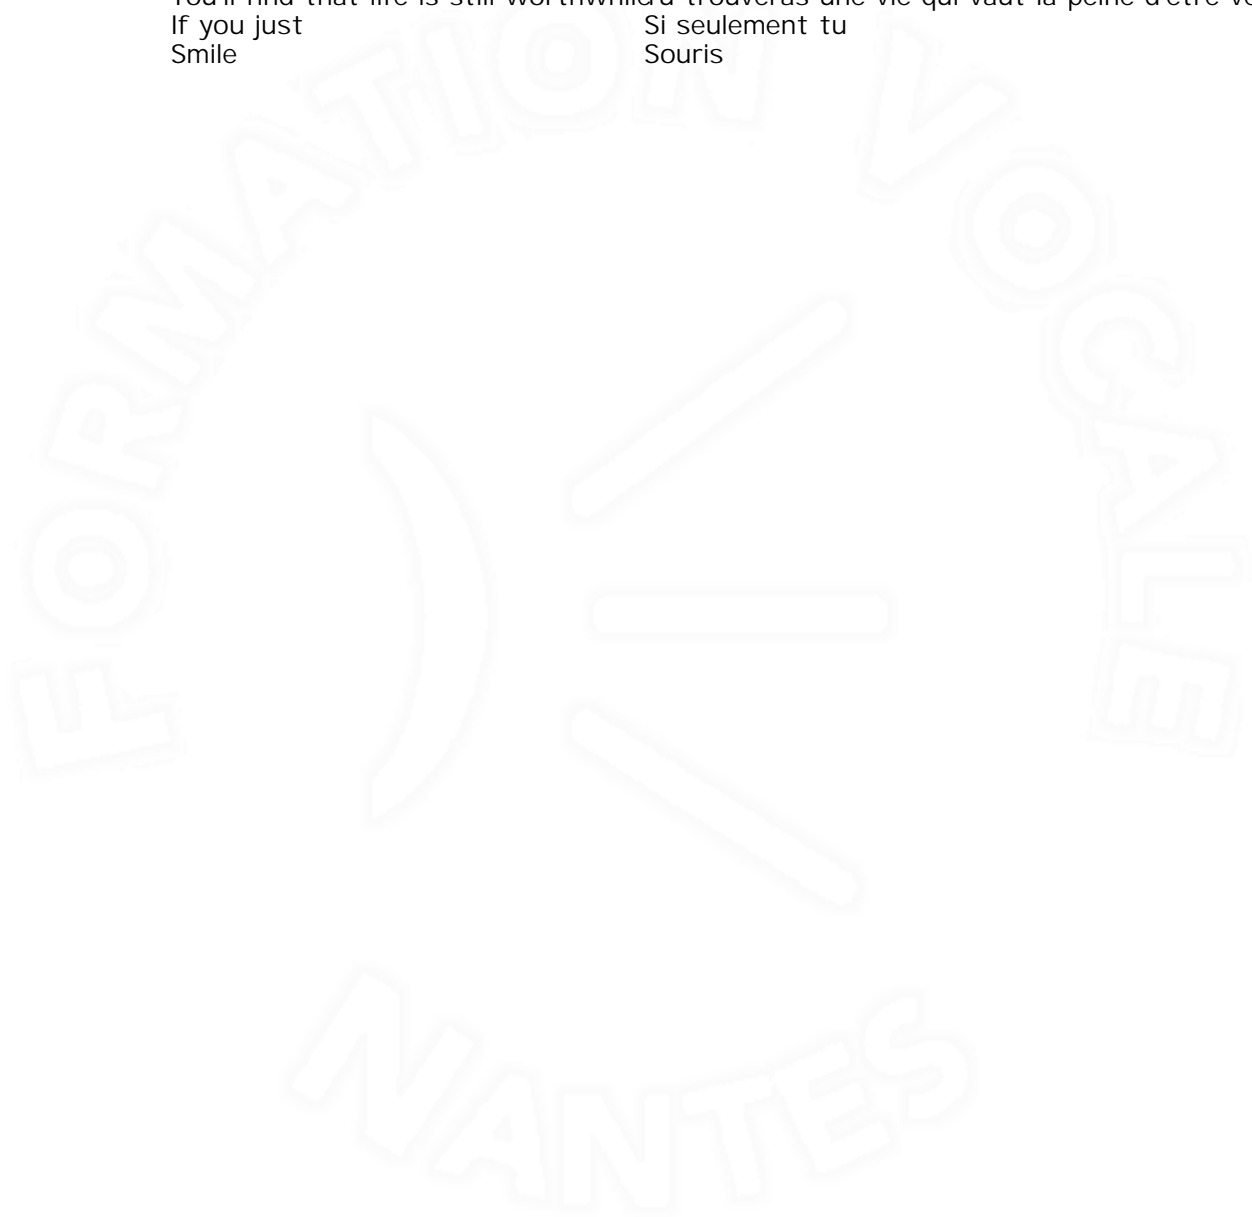 You'll find that life is still worthwhile u trouveras une vie qui vaut la peine d'être
If you just Si seulement tu
Smile Souris
FORMATION VOCALE
NANTES